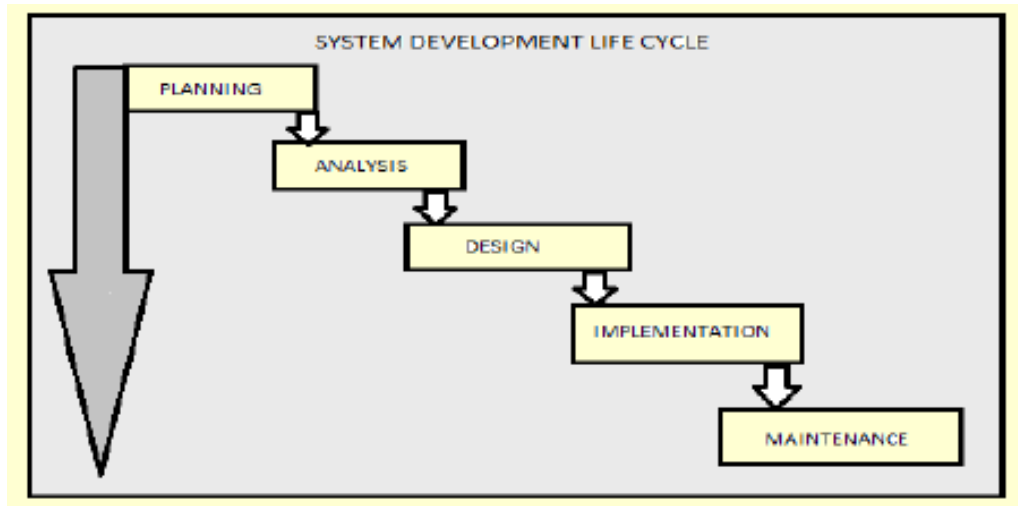 SYSTEM DEVELOPMENT LIFE CYCLE
PLANNING
ANALYSIS
DESIGN
IMPLEMENTATION
MAINTENANCE